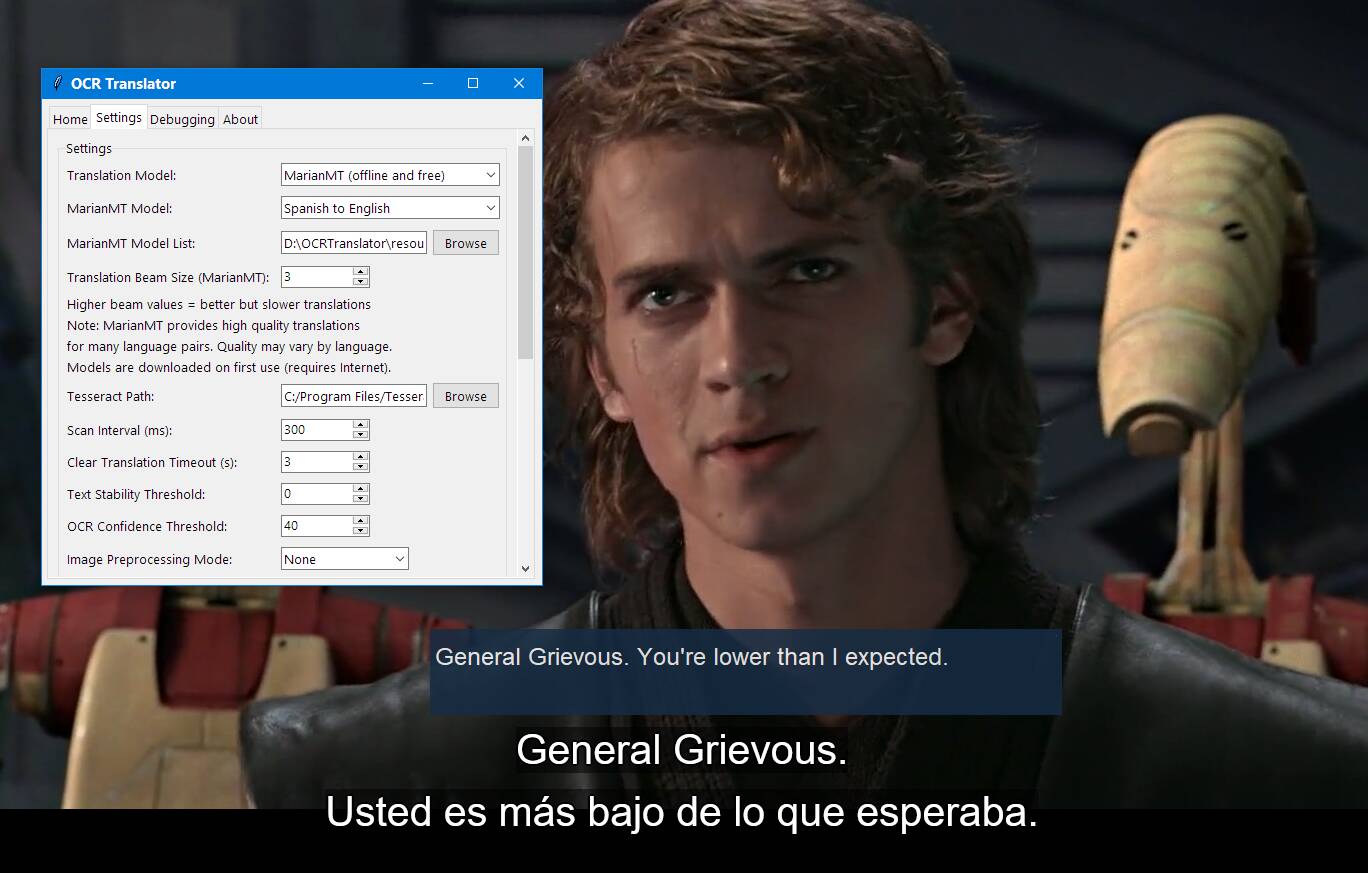 OCR Translator
Home Settings Debugging About
Settings
Translation Model: MarianMT (offline and free)
MarianMT Model: Spanish to English
MarianMT Model List: D:\OCRTranslator\resou Browse
Translation Beam Size (MarianMT): 3
Higher beam values = better but slower translations
Note: MarianMT provides high quality translations
for many language pairs. Quality may vary by language.
Models are downloaded on first use (requires Internet).
Tesseract Path: C:/Program Files/Tesser Browse
Scan Interval (ms): 300
Clear Translation Timeout (s): 3
Text Stability Threshold: 0
OCR Confidence Threshold: 40
Image Preprocessing Mode: None
General Grievous. You're lower than I expected.
General Grievous.
Usted es más bajo de lo que esperaba.